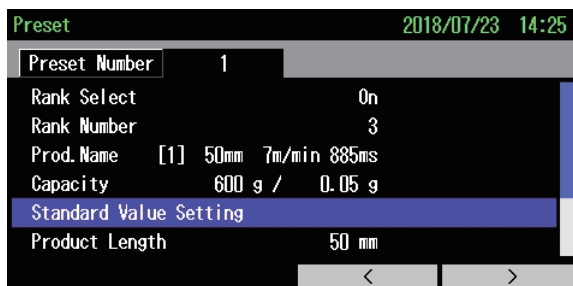 Preset 2018/07/23 14:25
Preset Number 1
Rank Select On
Rank Number 3
Prod.Name [1] 50mm 7m/min 885ms
Capacity 600 g / 0.05 g
Standard Value Setting
Product Length 50 mm
< >